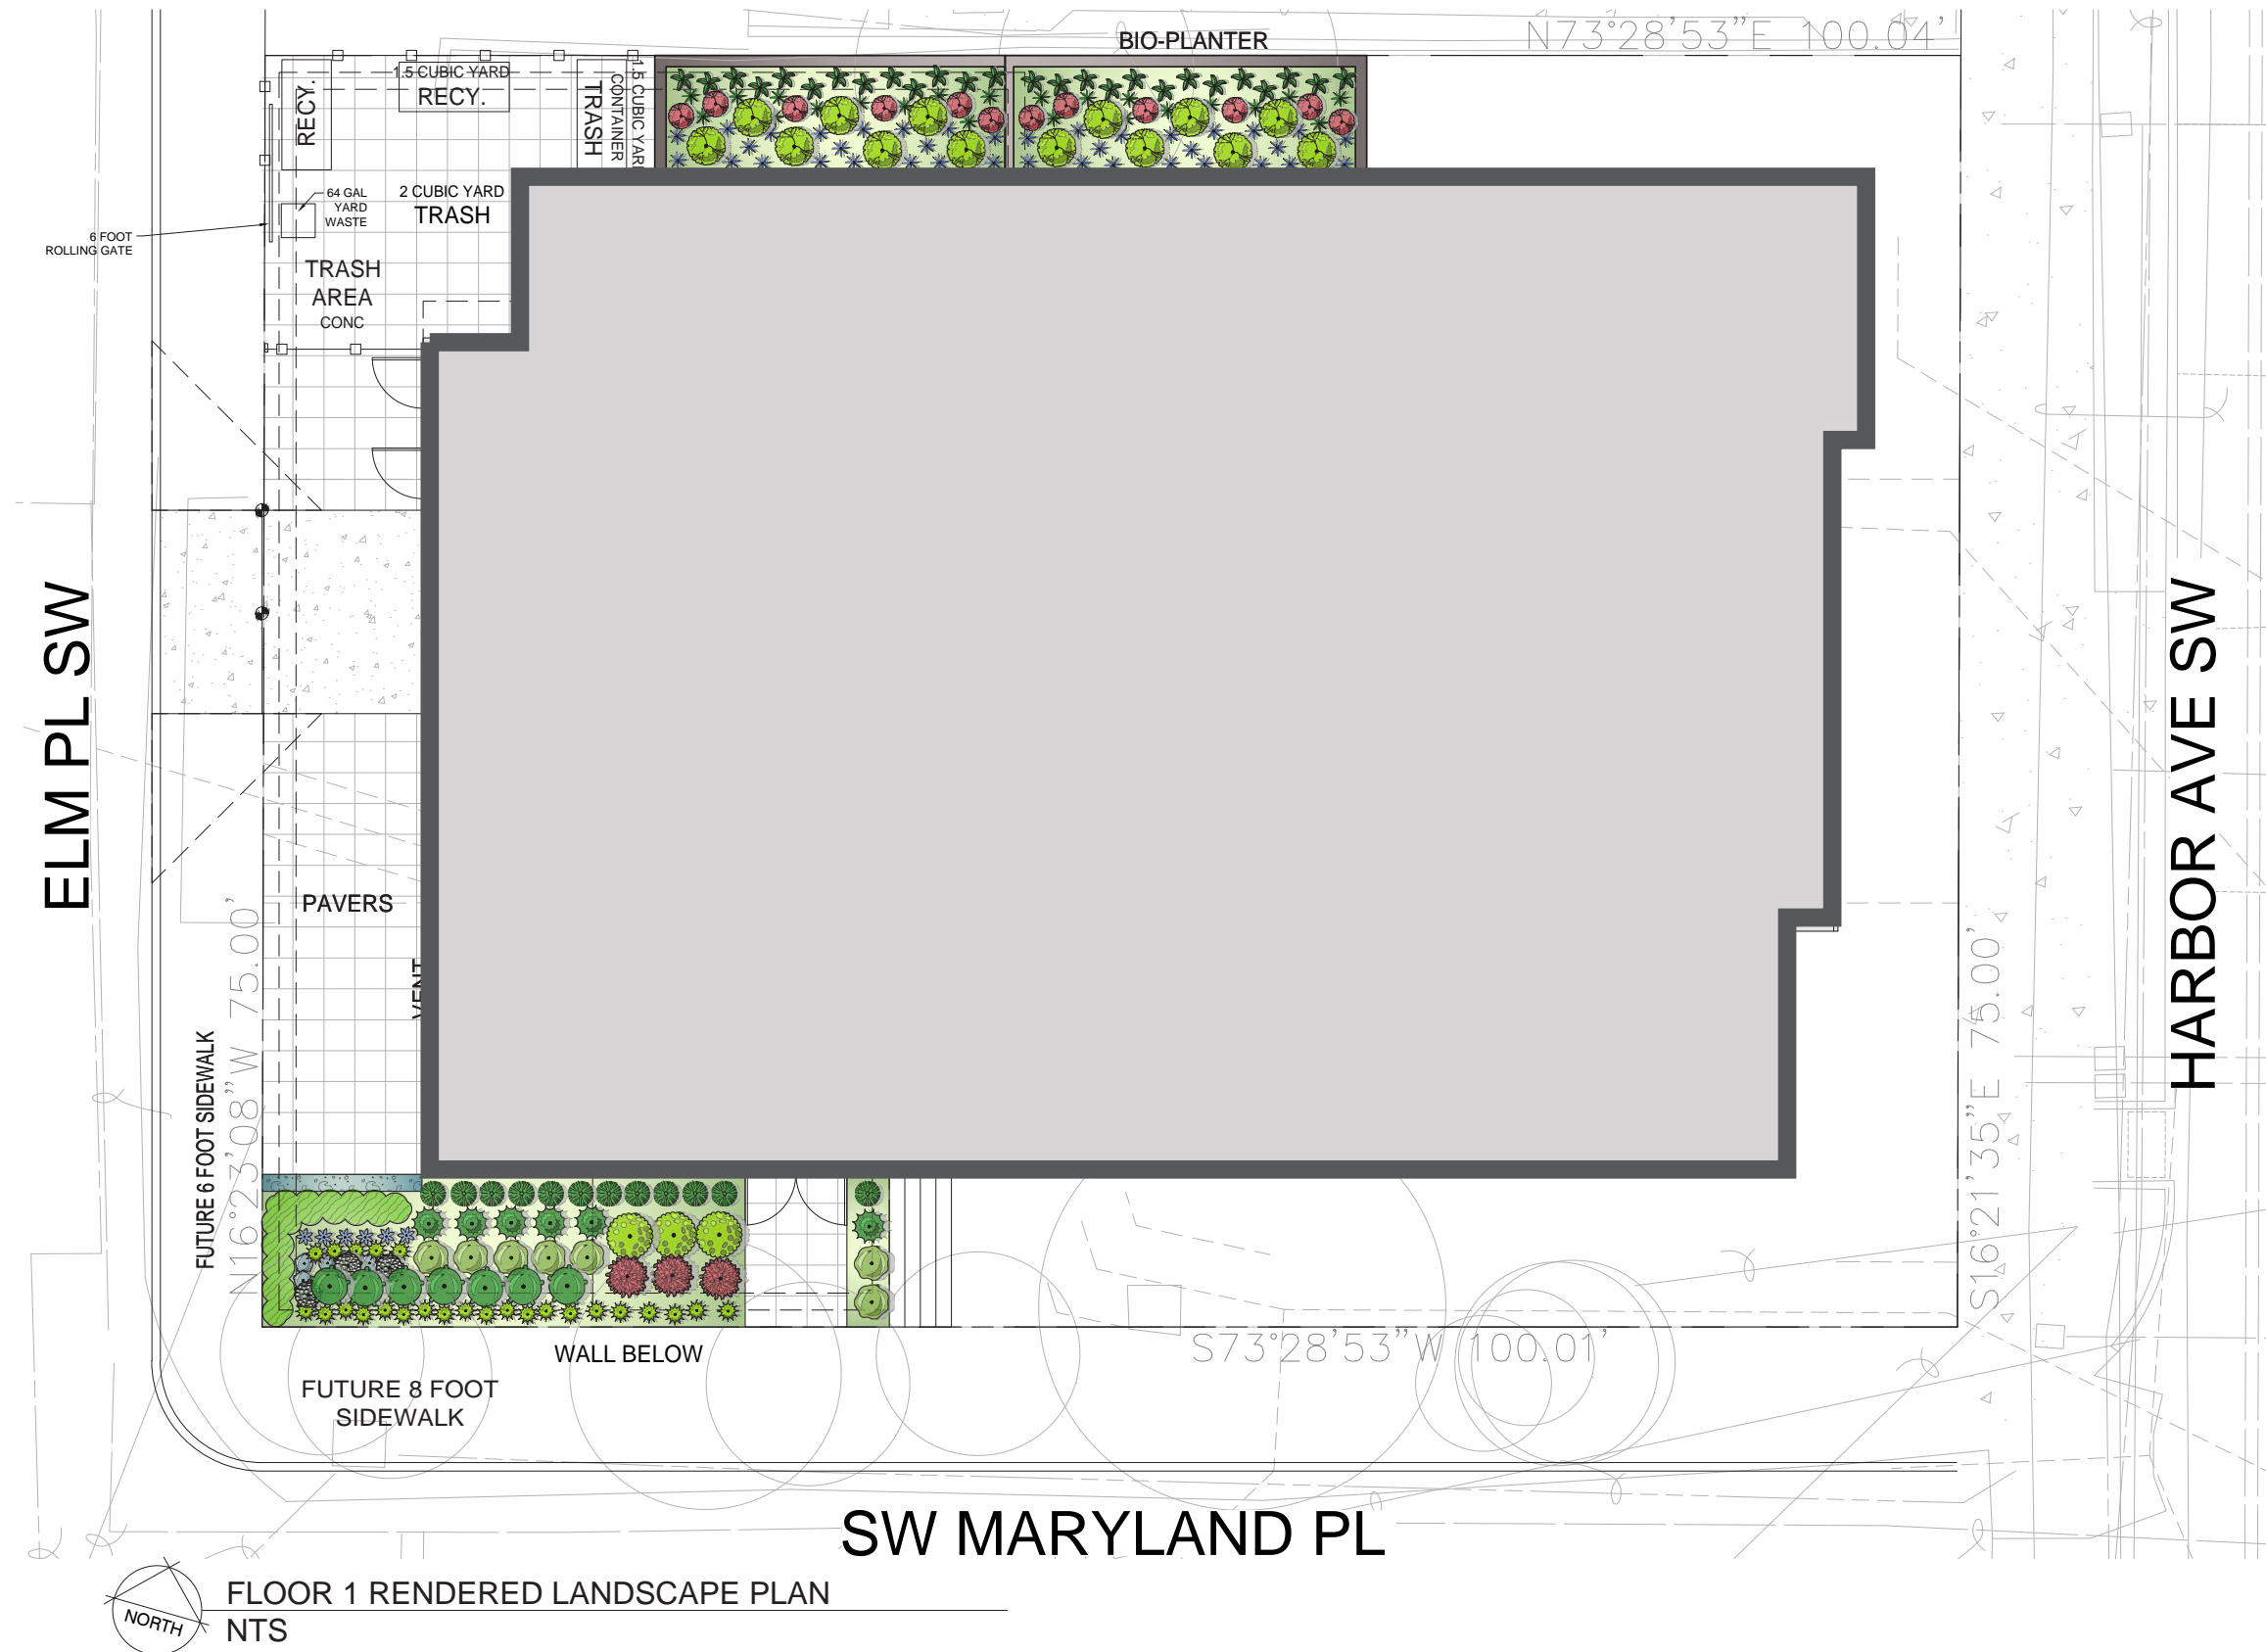 BIO-PLANTER
N73°28'53"E 100.04'
1.5 CUBIC YARD
RECY.
RECY.
TRASH
1.5 CUBIC YAR
CONTAINER
64 GAL
YARD
WASTE
2 CUBIC YARD
TRASH
6 FOOT
ROLLING GATE
TRASH
AREA
CONC
ELM PL SW
HARBOR AVE SW
PAVERS
VENT
FUTURE 6 FOOT SIDEWALK
N16°23'08"W 75.00'
S16°21'35"E 75.00'
WALL BELOW
S73°28'53"W 100.01'
FUTURE 8 FOOT
SIDEWALK
SW MARYLAND PL
NORTH
FLOOR 1 RENDERED LANDSCAPE PLAN
NTS